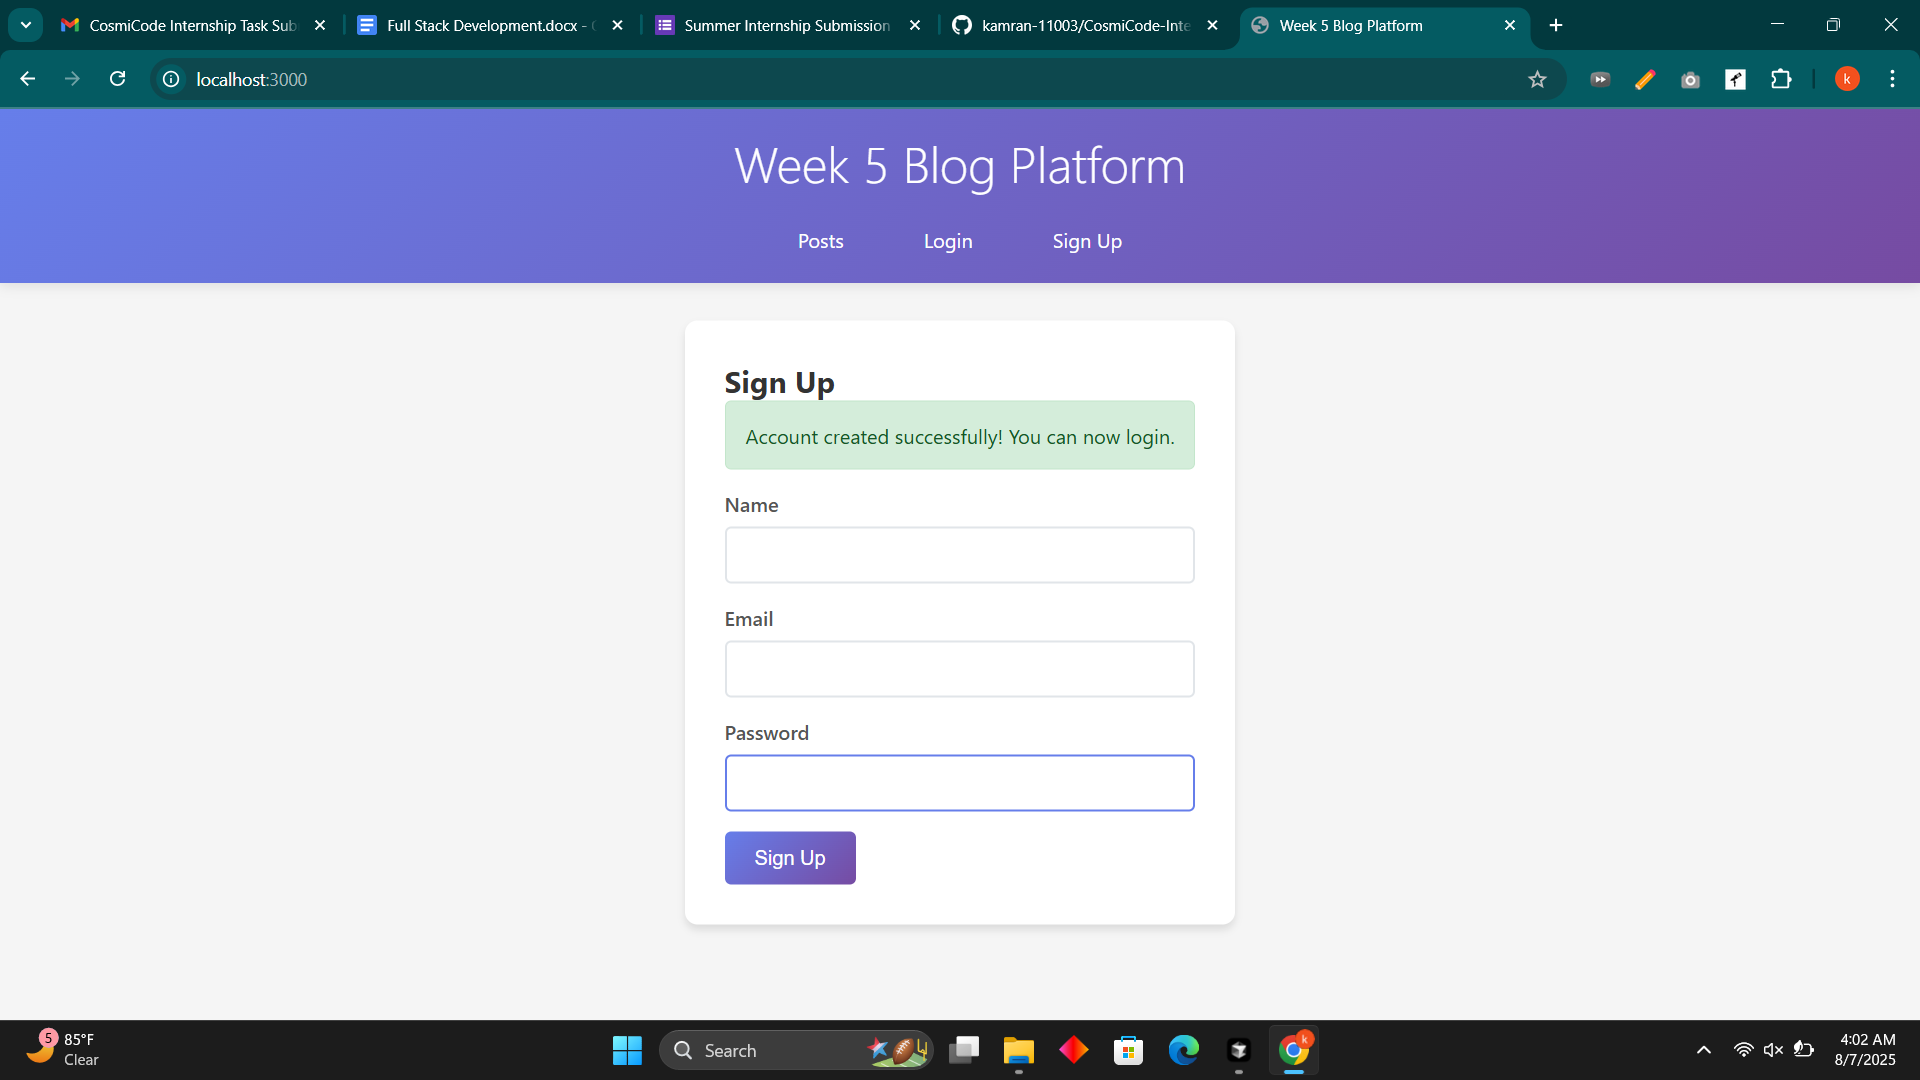 CosmiCode Internship Task Sub
Full Stack Development.docx - G
Summer Internship Submission
kamran-11003/CosmiCode-Inte
Week 5 Blog Platform
localhost:3000
k
Week 5 Blog Platform
Posts
Login
Sign Up
Sign Up
Account created successfully! You can now login.
Name
Email
Password
Sign Up
5
85°F
Clear
Search
k
4:02 AM
8/7/2025